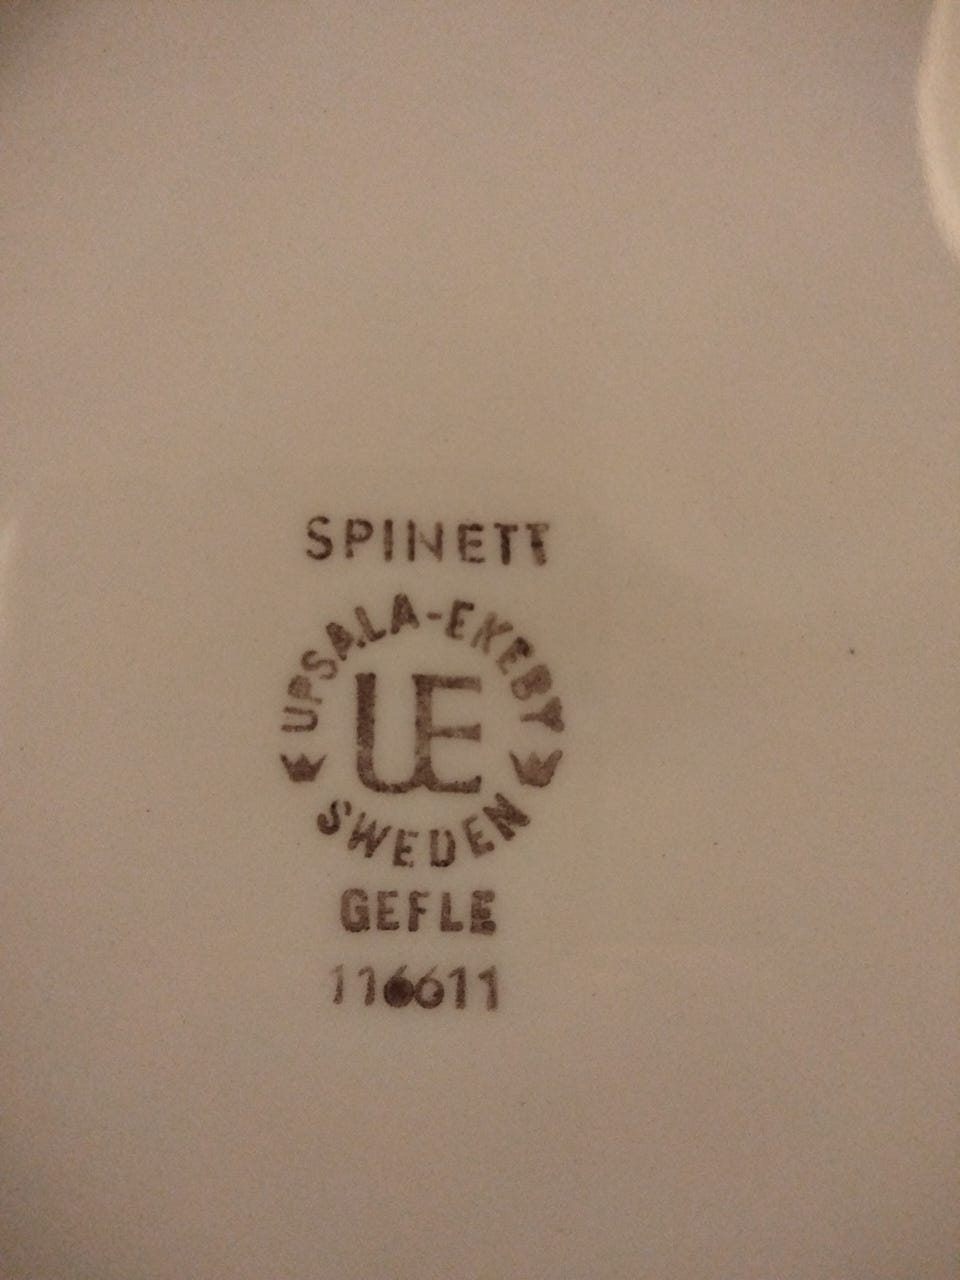 SPINETT
UPSALA-EKEBY
UE
SWEDEN
GEFLE
116611